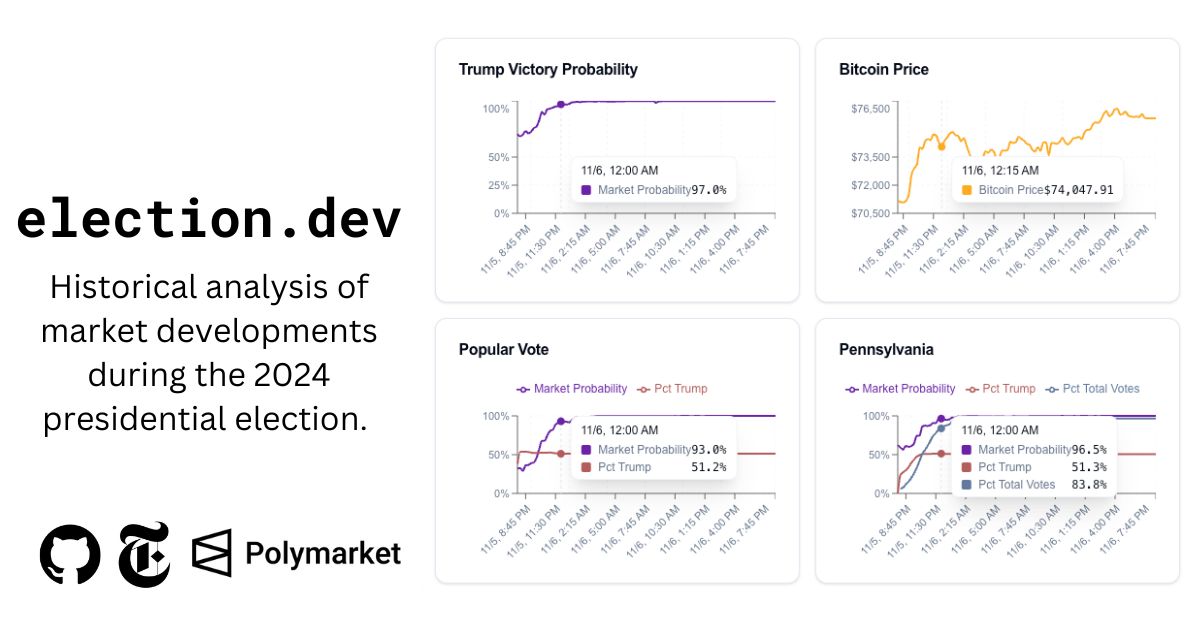 election.dev
Historical analysis of
market developments
during the 2024
presidential election.
Polymarket
Trump Victory Probability
100%
50%
25%
0%
11/6, 12:00 AM
Market Probability 97.0%
11/5, 8:45 PM
11/5, 11:30 PM
11/6, 2:15 AM
11/6, 5:00 AM
11/6, 7:45 AM
11/6, 10:30 AM
11/6, 1:15 PM
11/6, 4:00 PM
11/6, 7:45 PM
Bitcoin Price
$76,500
$73,500
$72,000
$70,500
11/6, 12:15 AM
Bitcoin Price $74,047.91
11/5, 8:45 PM
11/5, 11:30 PM
11/6, 2:15 AM
11/6, 5:00 AM
11/6, 7:45 AM
11/6, 10:30 AM
11/6, 1:15 PM
11/6, 4:00 PM
11/6, 7:45 PM
Popular Vote
Market Probability Pct Trump
100%
50%
0%
11/6, 12:00 AM
Market Probability 93.0%
Pct Trump 51.2%
11/5, 8:45 PM
11/5, 11:30 PM
11/6, 2:15 AM
11/6, 5:00 AM
11/6, 7:45 AM
11/6, 10:30 AM
11/6, 1:15 PM
11/6, 4:00 PM
11/6, 7:45 PM
Pennsylvania
Market Probability Pct Trump Pct Total Votes
100%
50%
0%
11/6, 12:00 AM
Market Probability 96.5%
Pct Trump 51.3%
Pct Total Votes 83.8%
11/5, 8:45 PM
11/5, 11:30 PM
11/6, 2:15 AM
11/6, 5:00 AM
11/6, 7:45 AM
11/6, 10:30 AM
11/6, 1:15 PM
11/6, 4:00 PM
11/6, 7:45 PM